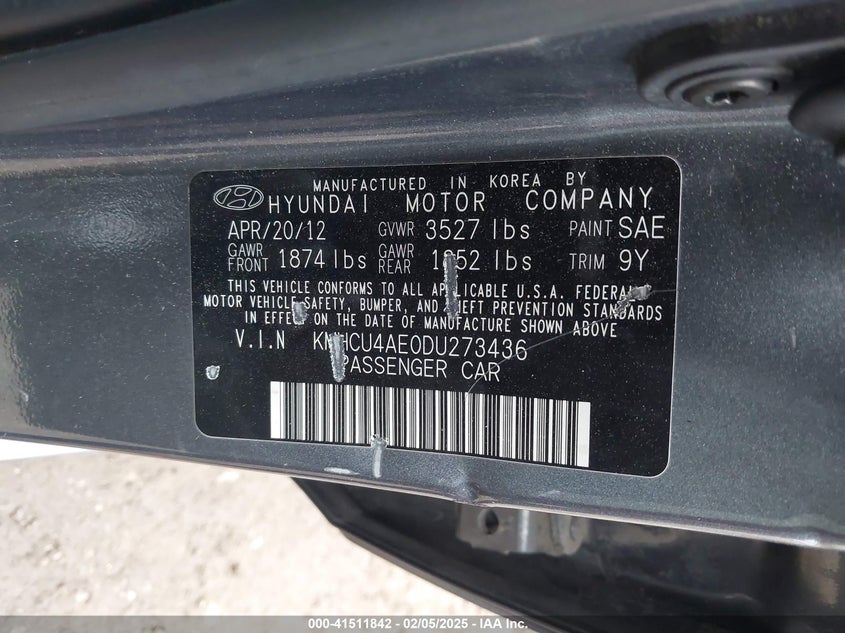 MANUFACTURED IN KOREA BY
HYUNDAI MOTOR COMPANY
APR/20/12 GVWR 3527 lbs PAINT SAE
GAWR FRONT 1874 lbs GAWR REAR lbs TRIM 9Y
THIS VEHICLE CONFORMS TO ALL APPLICABLE U.S.A. FEDERAL
MOTOR VEHICLE SAFETY, BUMPER, AND THEFT PREVENTION STANDARDS
IN EFFECT ON THE DATE OF MANUFACTURE SHOWN ABOVE
V.I.N KMHCU4AE0DU273436
PASSENGER CAR
000-41511842 - 02/05/2025 - IAA Inc.